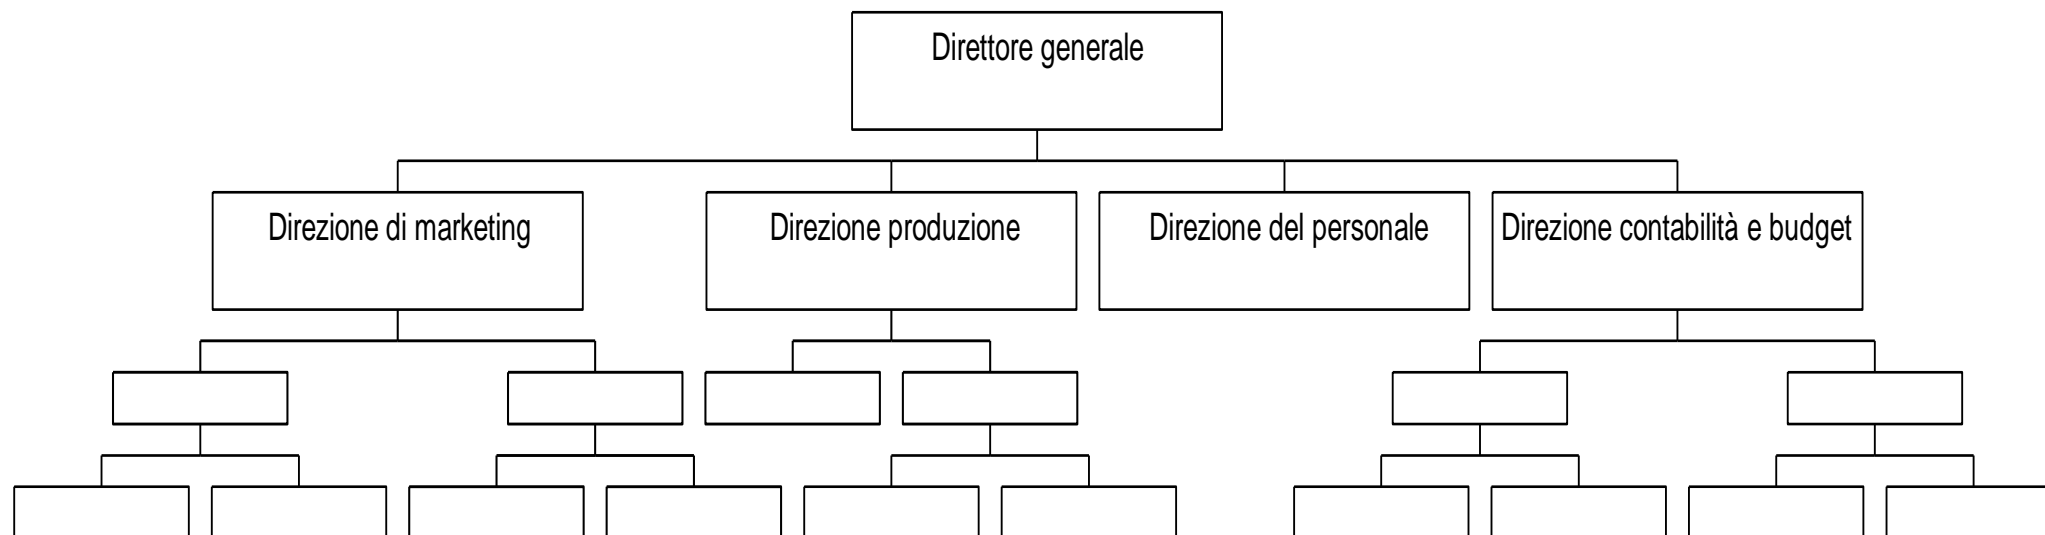 Direttore generale
Direzione di marketing
Direzione produzione
Direzione del personale
Direzione contabilità e budget